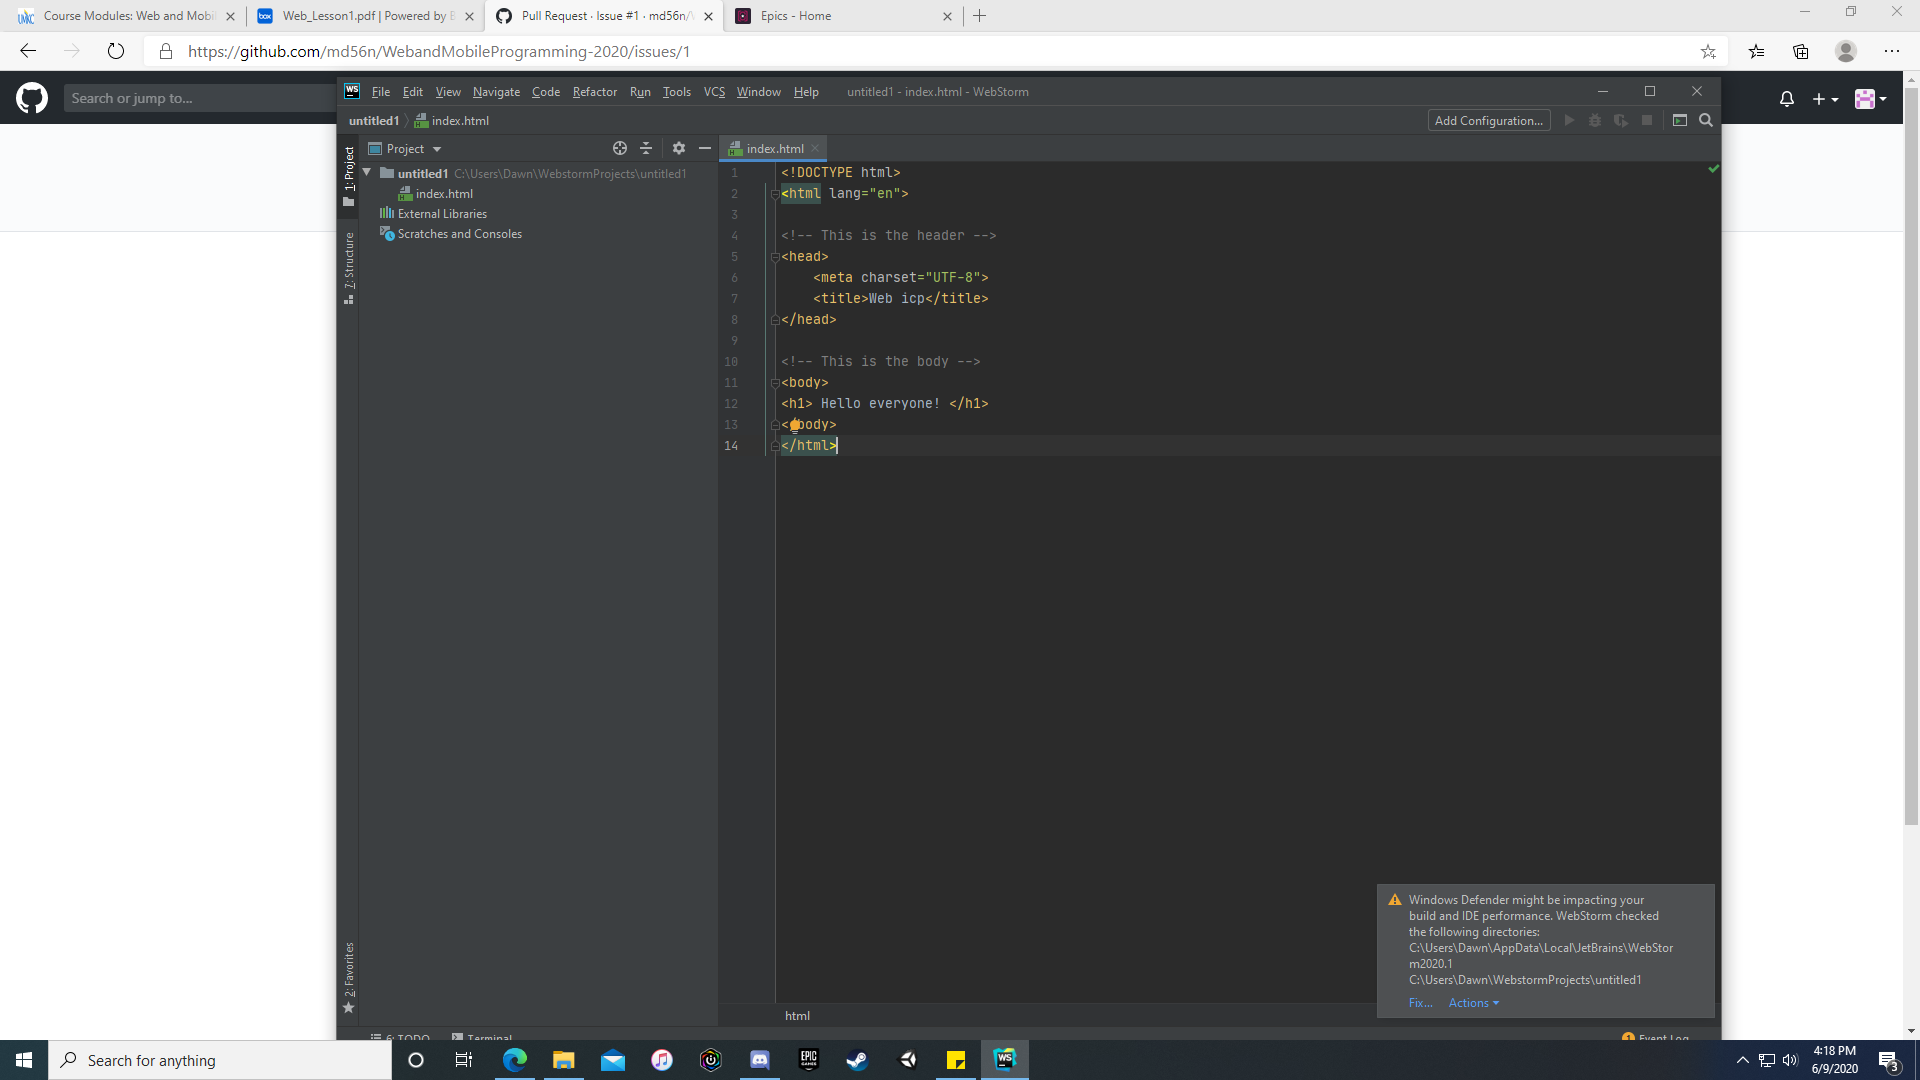 Course Modules: Web and Mobi
Web_Lesson1.pdf | Powered by B
Pull Request · Issue #1 · md56n/
Epics - Home
https://github.com/md56n/WebandMobileProgramming-2020/issues/1
Search or jump to...
WS File Edit View Navigate Code Refactor Run Tools VCS Window Help untitled1 - index.html - WebStorm
untitled1 index.html
Add Configuration...
Project
index.html
1: Project
untitled1 C:\Users\Dawn\WebstormProjects\untitled1
index.html
External Libraries
Scratches and Consoles
7: Structure
1 <!DOCTYPE html>
2 <html lang="en">
3
4 <!-- This is the header -->
5 <head>
6 <meta charset="UTF-8">
7 <title>Web icp</title>
8 </head>
9
10 <!-- This is the body -->
11 <body>
12 <h1> Hello everyone! </h1>
13 < body>
14 </html>
2: Favorites
Windows Defender might be impacting your
build and IDE performance. WebStorm checked
the following directories:
C:\Users\Dawn\AppData\Local\JetBrains\WebStor
m2020.1
C:\Users\Dawn\WebstormProjects\untitled1
Fix... Actions
html
6: TODO Terminal
1 Event Log
Search for anything
EPIC GAMES
WS
4:18 PM
6/9/2020
3